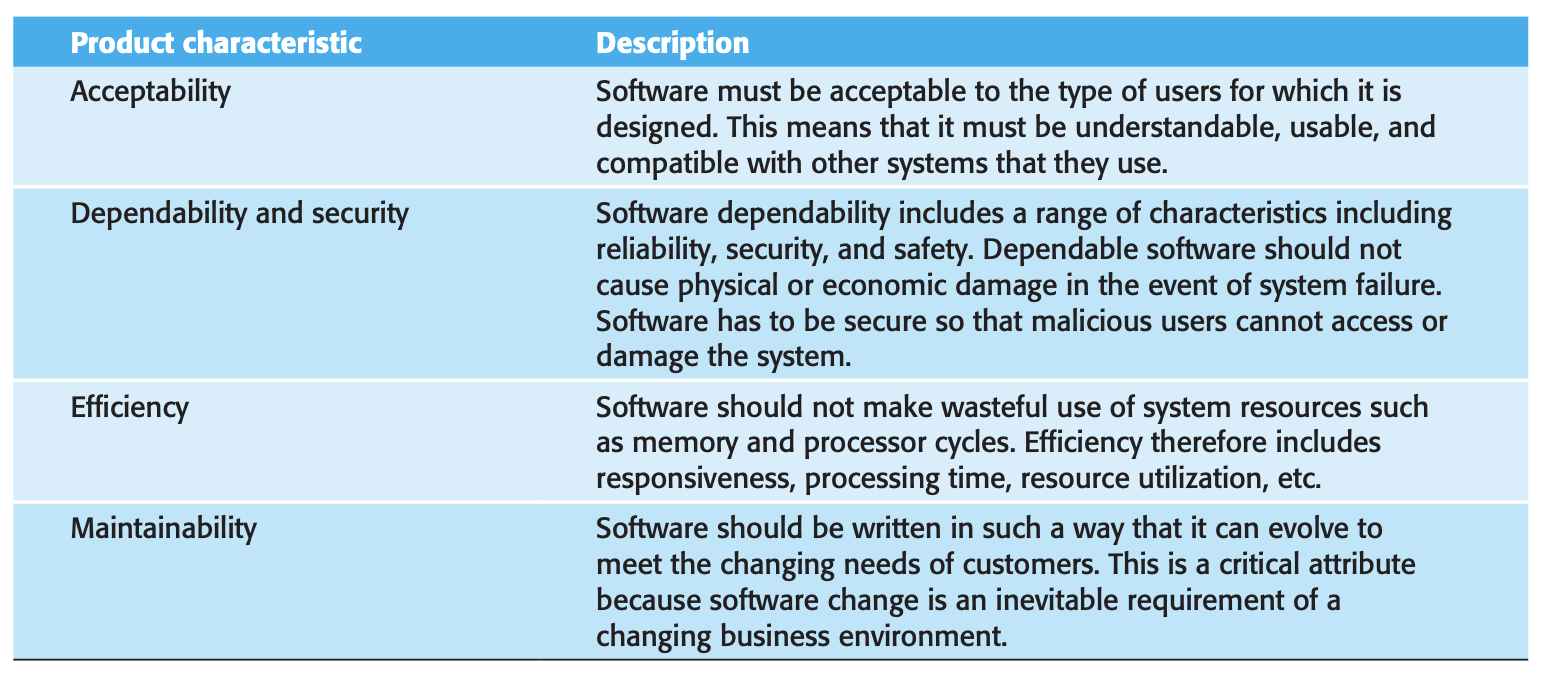 Product characteristic Description
Acceptability Software must be acceptable to the type of users for which it is
designed. This means that it must be understandable, usable, and
compatible with other systems that they use.
Dependability and security Software dependability includes a range of characteristics including
reliability, security, and safety. Dependable software should not
cause physical or economic damage in the event of system failure.
Software has to be secure so that malicious users cannot access or
damage the system.
Efficiency Software should not make wasteful use of system resources such
as memory and processor cycles. Efficiency therefore includes
responsiveness, processing time, resource utilization, etc.
Maintainability Software should be written in such a way that it can evolve to
meet the changing needs of customers. This is a critical attribute
because software change is an inevitable requirement of a
changing business environment.